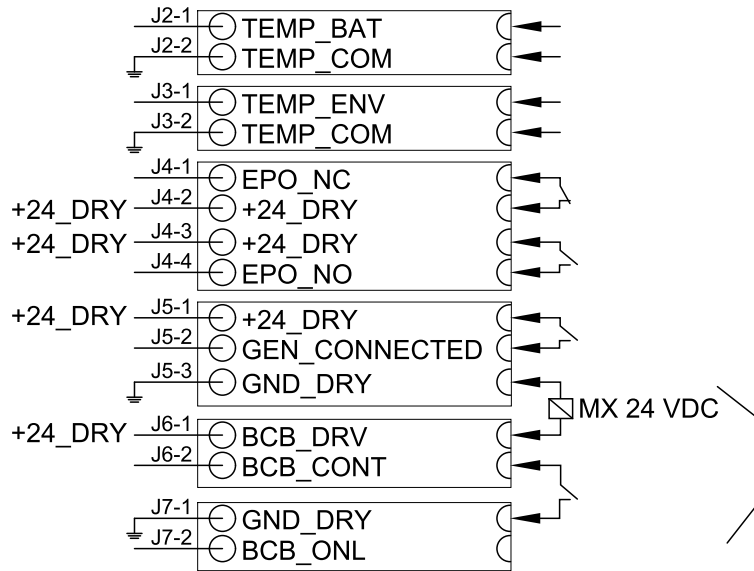 J2-1 TEMP_BAT
J2-2 TEMP_COM
J3-1 TEMP_ENV
J3-2 TEMP_COM
J4-1 EPO_NC
+24_DRY J4-2 +24_DRY
+24_DRY J4-3 +24_DRY
J4-4 EPO_NO
+24_DRY J5-1 +24_DRY
J5-2 GEN_CONNECTED
J5-3 GND_DRY
MX 24 VDC
+24_DRY J6-1 BCB_DRV
J6-2 BCB_CONT
J7-1 GND_DRY
J7-2 BCB_ONL